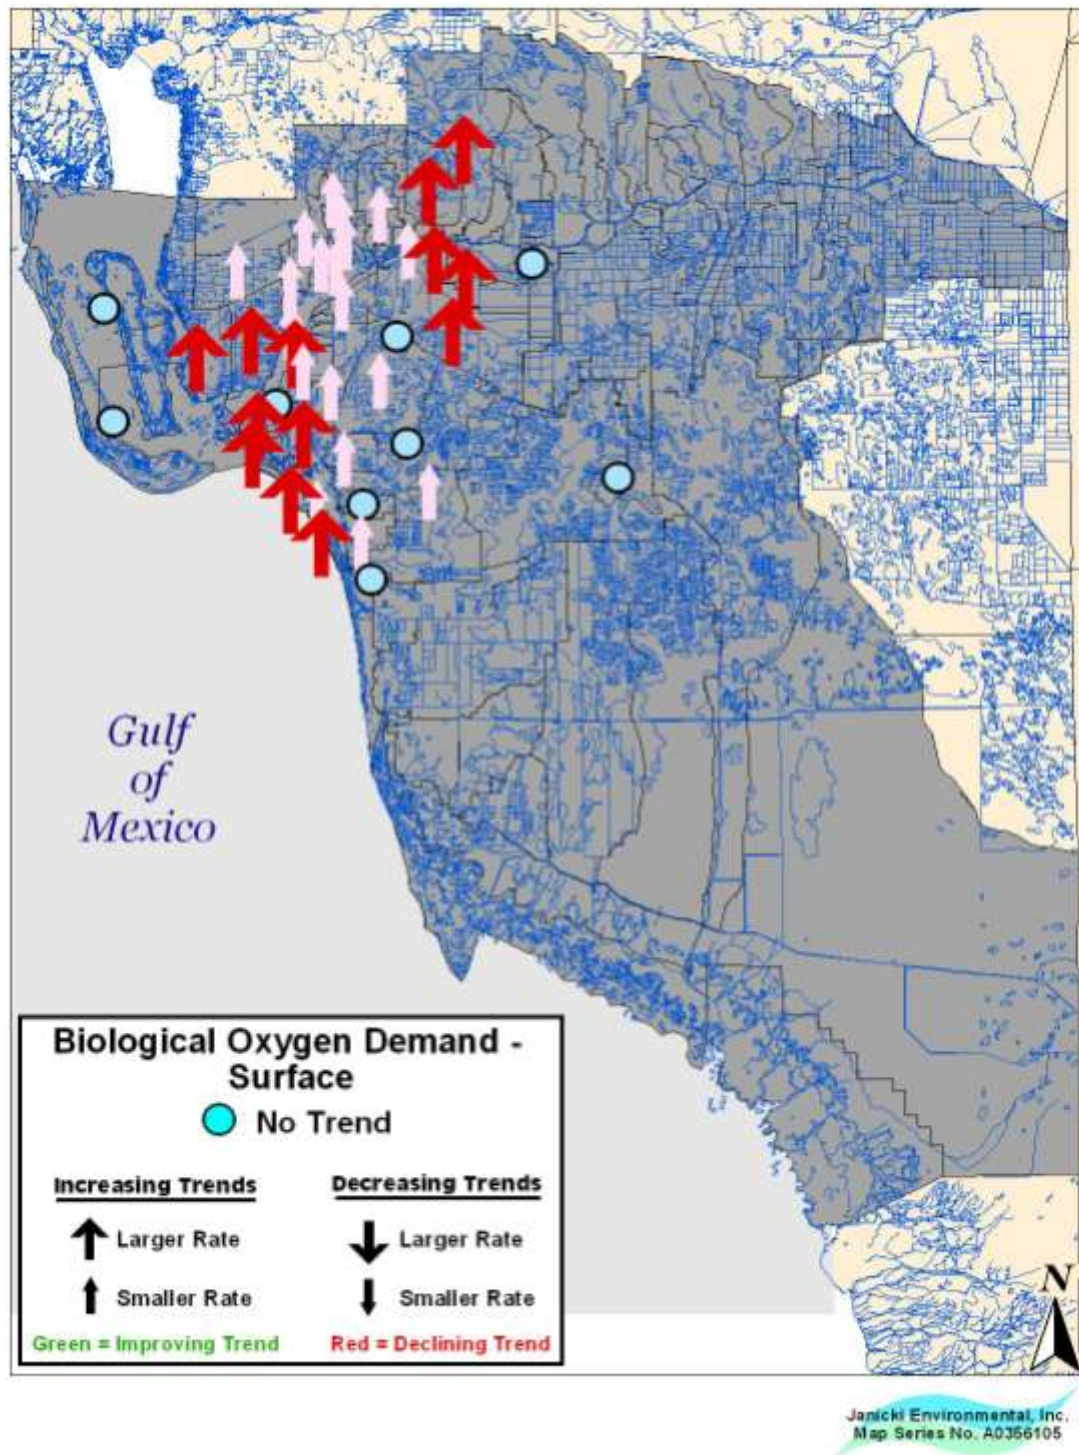 Gulf
of
Mexico
Biological Oxygen Demand -
Surface
No Trend
Increasing Trends
Larger Rate
Smaller Rate
Green = Improving Trend
Decreasing Trends
Larger Rate
Smaller Rate
Red = Declining Trend
N
Janicki Environmental, Inc.
Map Series No. A0356105